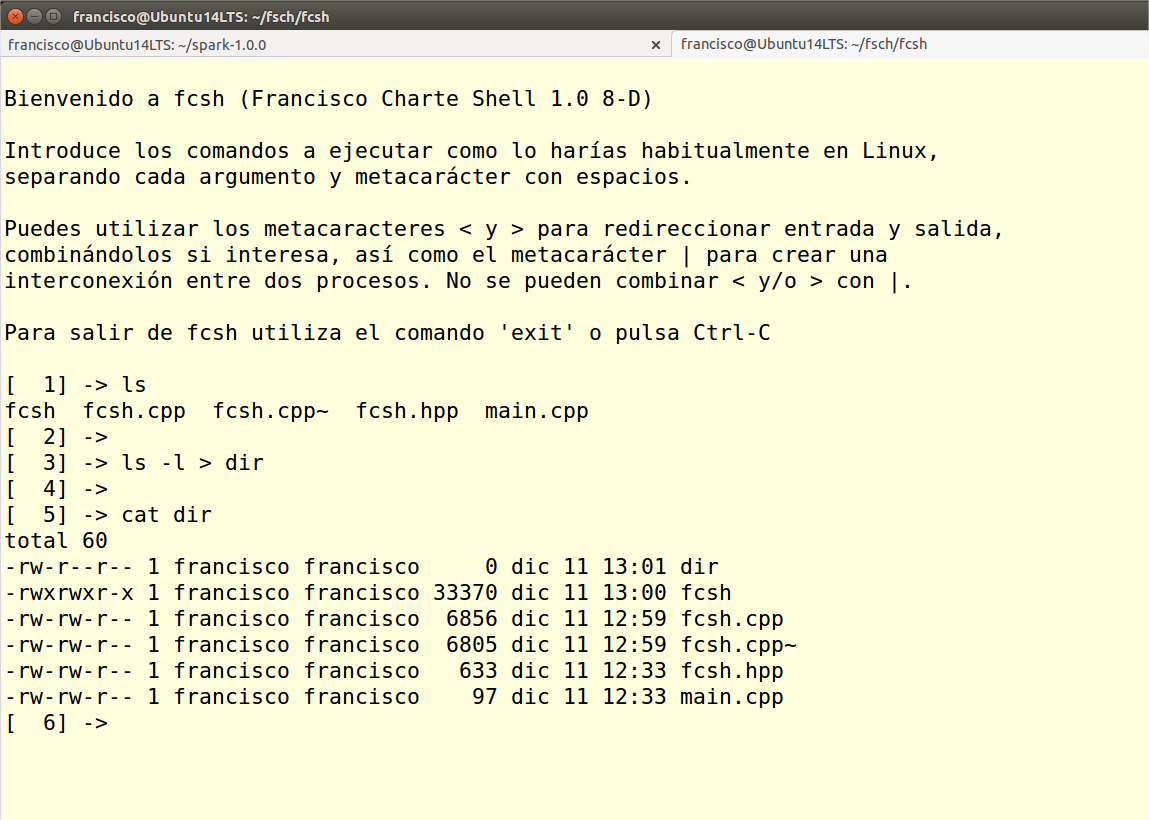 francisco@Ubuntu14LTS: ~/fsch/fcsh
francisco@Ubuntu14LTS: ~/spark-1.0.0 × francisco@Ubuntu14LTS: ~/fsch/fcsh
Bienvenido a fcsh (Francisco Charte Shell 1.0 8-D)
Introduce los comandos a ejecutar como lo harías habitualmente en Linux,
separando cada argumento y metacarácter con espacios.
Puedes utilizar los metacaracteres < y > para redireccionar entrada y salida,
combinándolos si interesa, así como el metacarácter | para crear una
interconexión entre dos procesos. No se pueden combinar < y/o > con |.
Para salir de fcsh utiliza el comando 'exit' o pulsa Ctrl-C
[  1] -> ls
fcsh  fcsh.cpp  fcsh.cpp~  fcsh.hpp  main.cpp
[  2] ->
[  3] -> ls -l > dir
[  4] ->
[  5] -> cat dir
total 60
-rw-r--r-- 1 francisco francisco     0 dic 11 13:01 dir
-rwxrwxr-x 1 francisco francisco 33370 dic 11 13:00 fcsh
-rw-rw-r-- 1 francisco francisco  6856 dic 11 12:59 fcsh.cpp
-rw-rw-r-- 1 francisco francisco  6805 dic 11 12:59 fcsh.cpp~
-rw-rw-r-- 1 francisco francisco   633 dic 11 12:33 fcsh.hpp
-rw-rw-r-- 1 francisco francisco    97 dic 11 12:33 main.cpp
[  6] ->